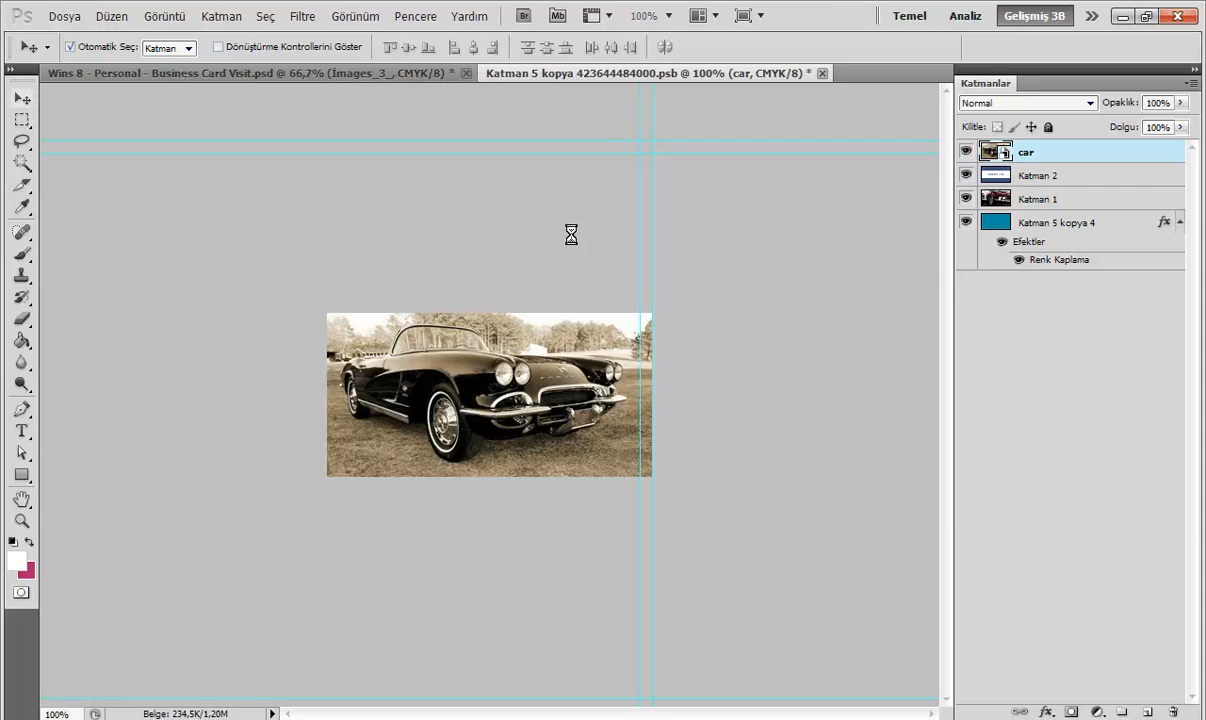 Ps Dosya Düzen Görüntü Katman Seç Filtre Görünüm Pencere Yardım Br Mb 100% Temel Analiz Gelişmiş 3B
Otomatik Seç: Katman Dönüştürme Kontrollerini Göster
Wins 8 - Personal - Business Card Visit.psd @ 66,7% (İmages_3_, CMYK/8) *
Katman 5 kopya 423644484000.psb @ 100% (car, CMYK/8) *
Katmanlar
Normal Opaklık: 100%
Kilitle: Dolgu: 100%
car
Katman 2
Katman 1
Katman 5 kopya 4 fx
Efektler
Renk Kaplama
T
100% Belge: 234,5K/1,20M
fx